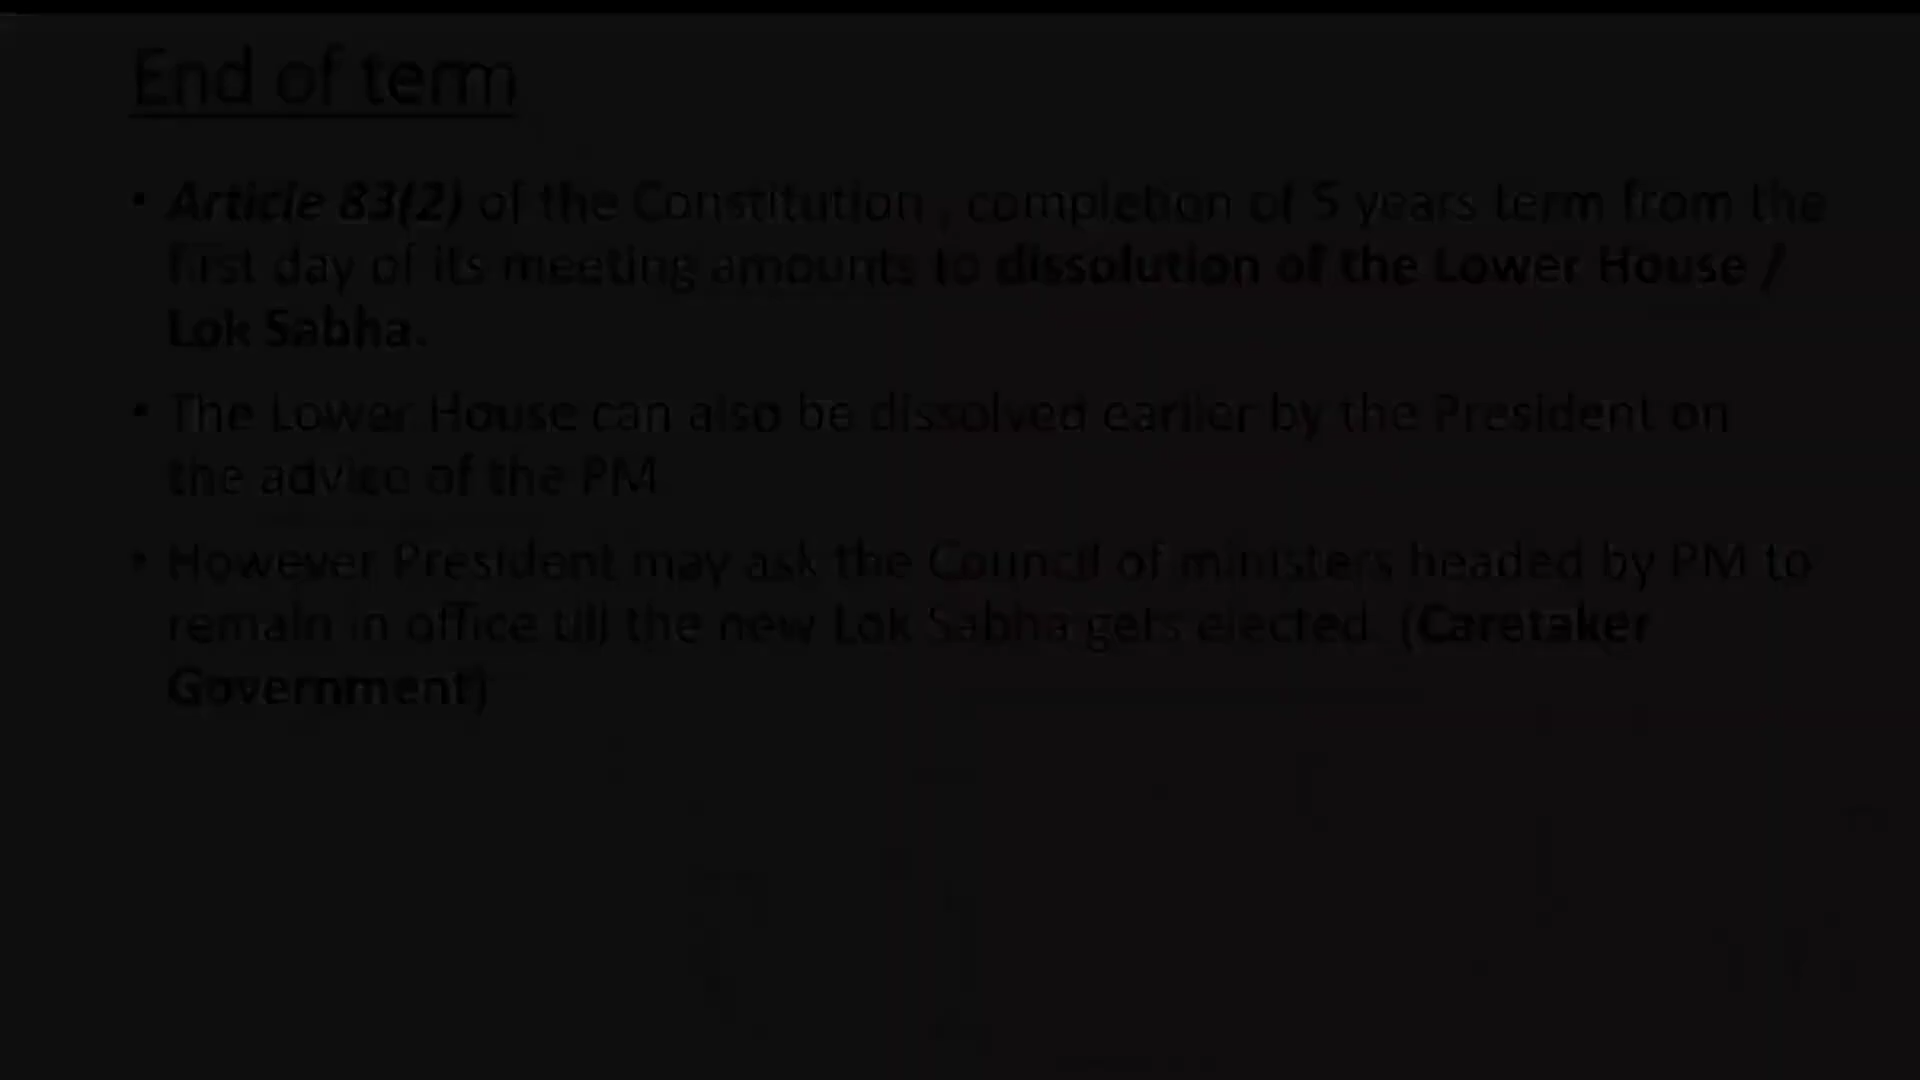 End of term
• Article 83(2) of the Constitution , completion of 5 years term from the
first day of its meeting amounts to dissolution of the Lower House /
Lok Sabha.
• The Lower House can also be dissolved earlier by the President on
the advice of the PM
• However President may ask the Council of ministers headed by PM to
remain in office till the new Lok Sabha gets elected. (Caretaker
Government)